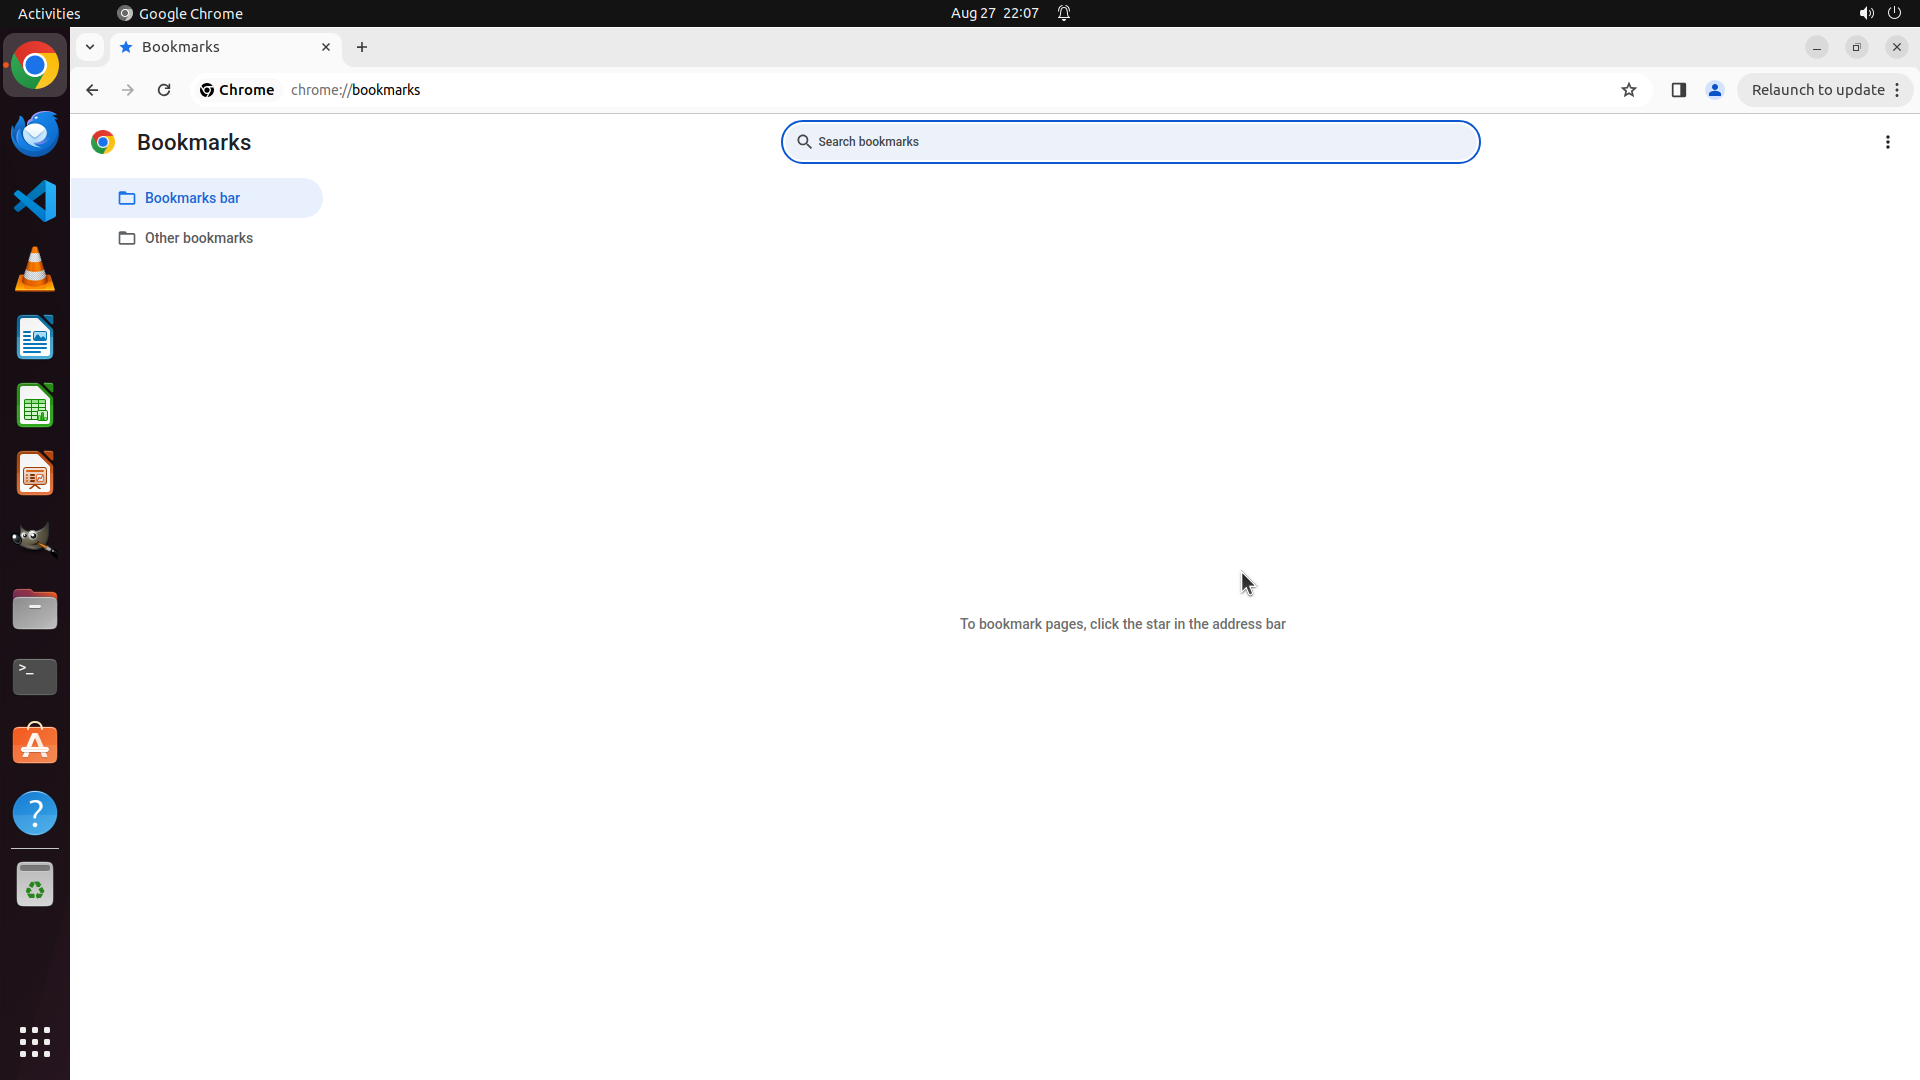 Activities
Google Chrome
Aug 27 22:07
Bookmarks
Chrome
chrome://bookmarks
Relaunch to update
Bookmarks
Search bookmarks
Bookmarks bar
Other bookmarks
To bookmark pages, click the star in the address bar